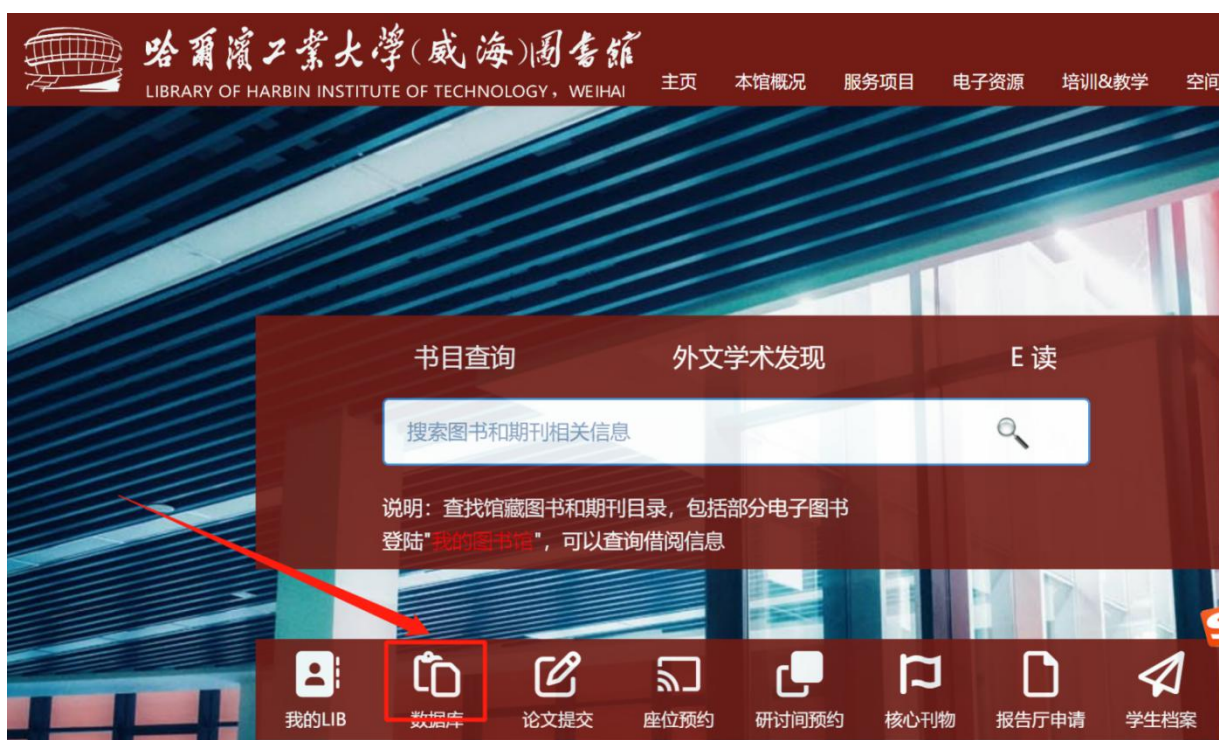 哈爾濱工業大學(威海)圖書館
LIBRARY OF HARBIN INSTITUTE OF TECHNOLOGY, WEIHAI
主页 本馆概况 服务项目 电子资源 培训&教学 空间
书目查询 外文学术发现 E 读
搜索图书和期刊相关信息
说明：查找馆藏图书和期刊目录，包括部分电子图书
登陆"我的图书馆"，可以查询借阅信息
我的LIB 数据库 论文提交 座位预约 研讨间预约 核心刊物 报告厅申请 学生档案